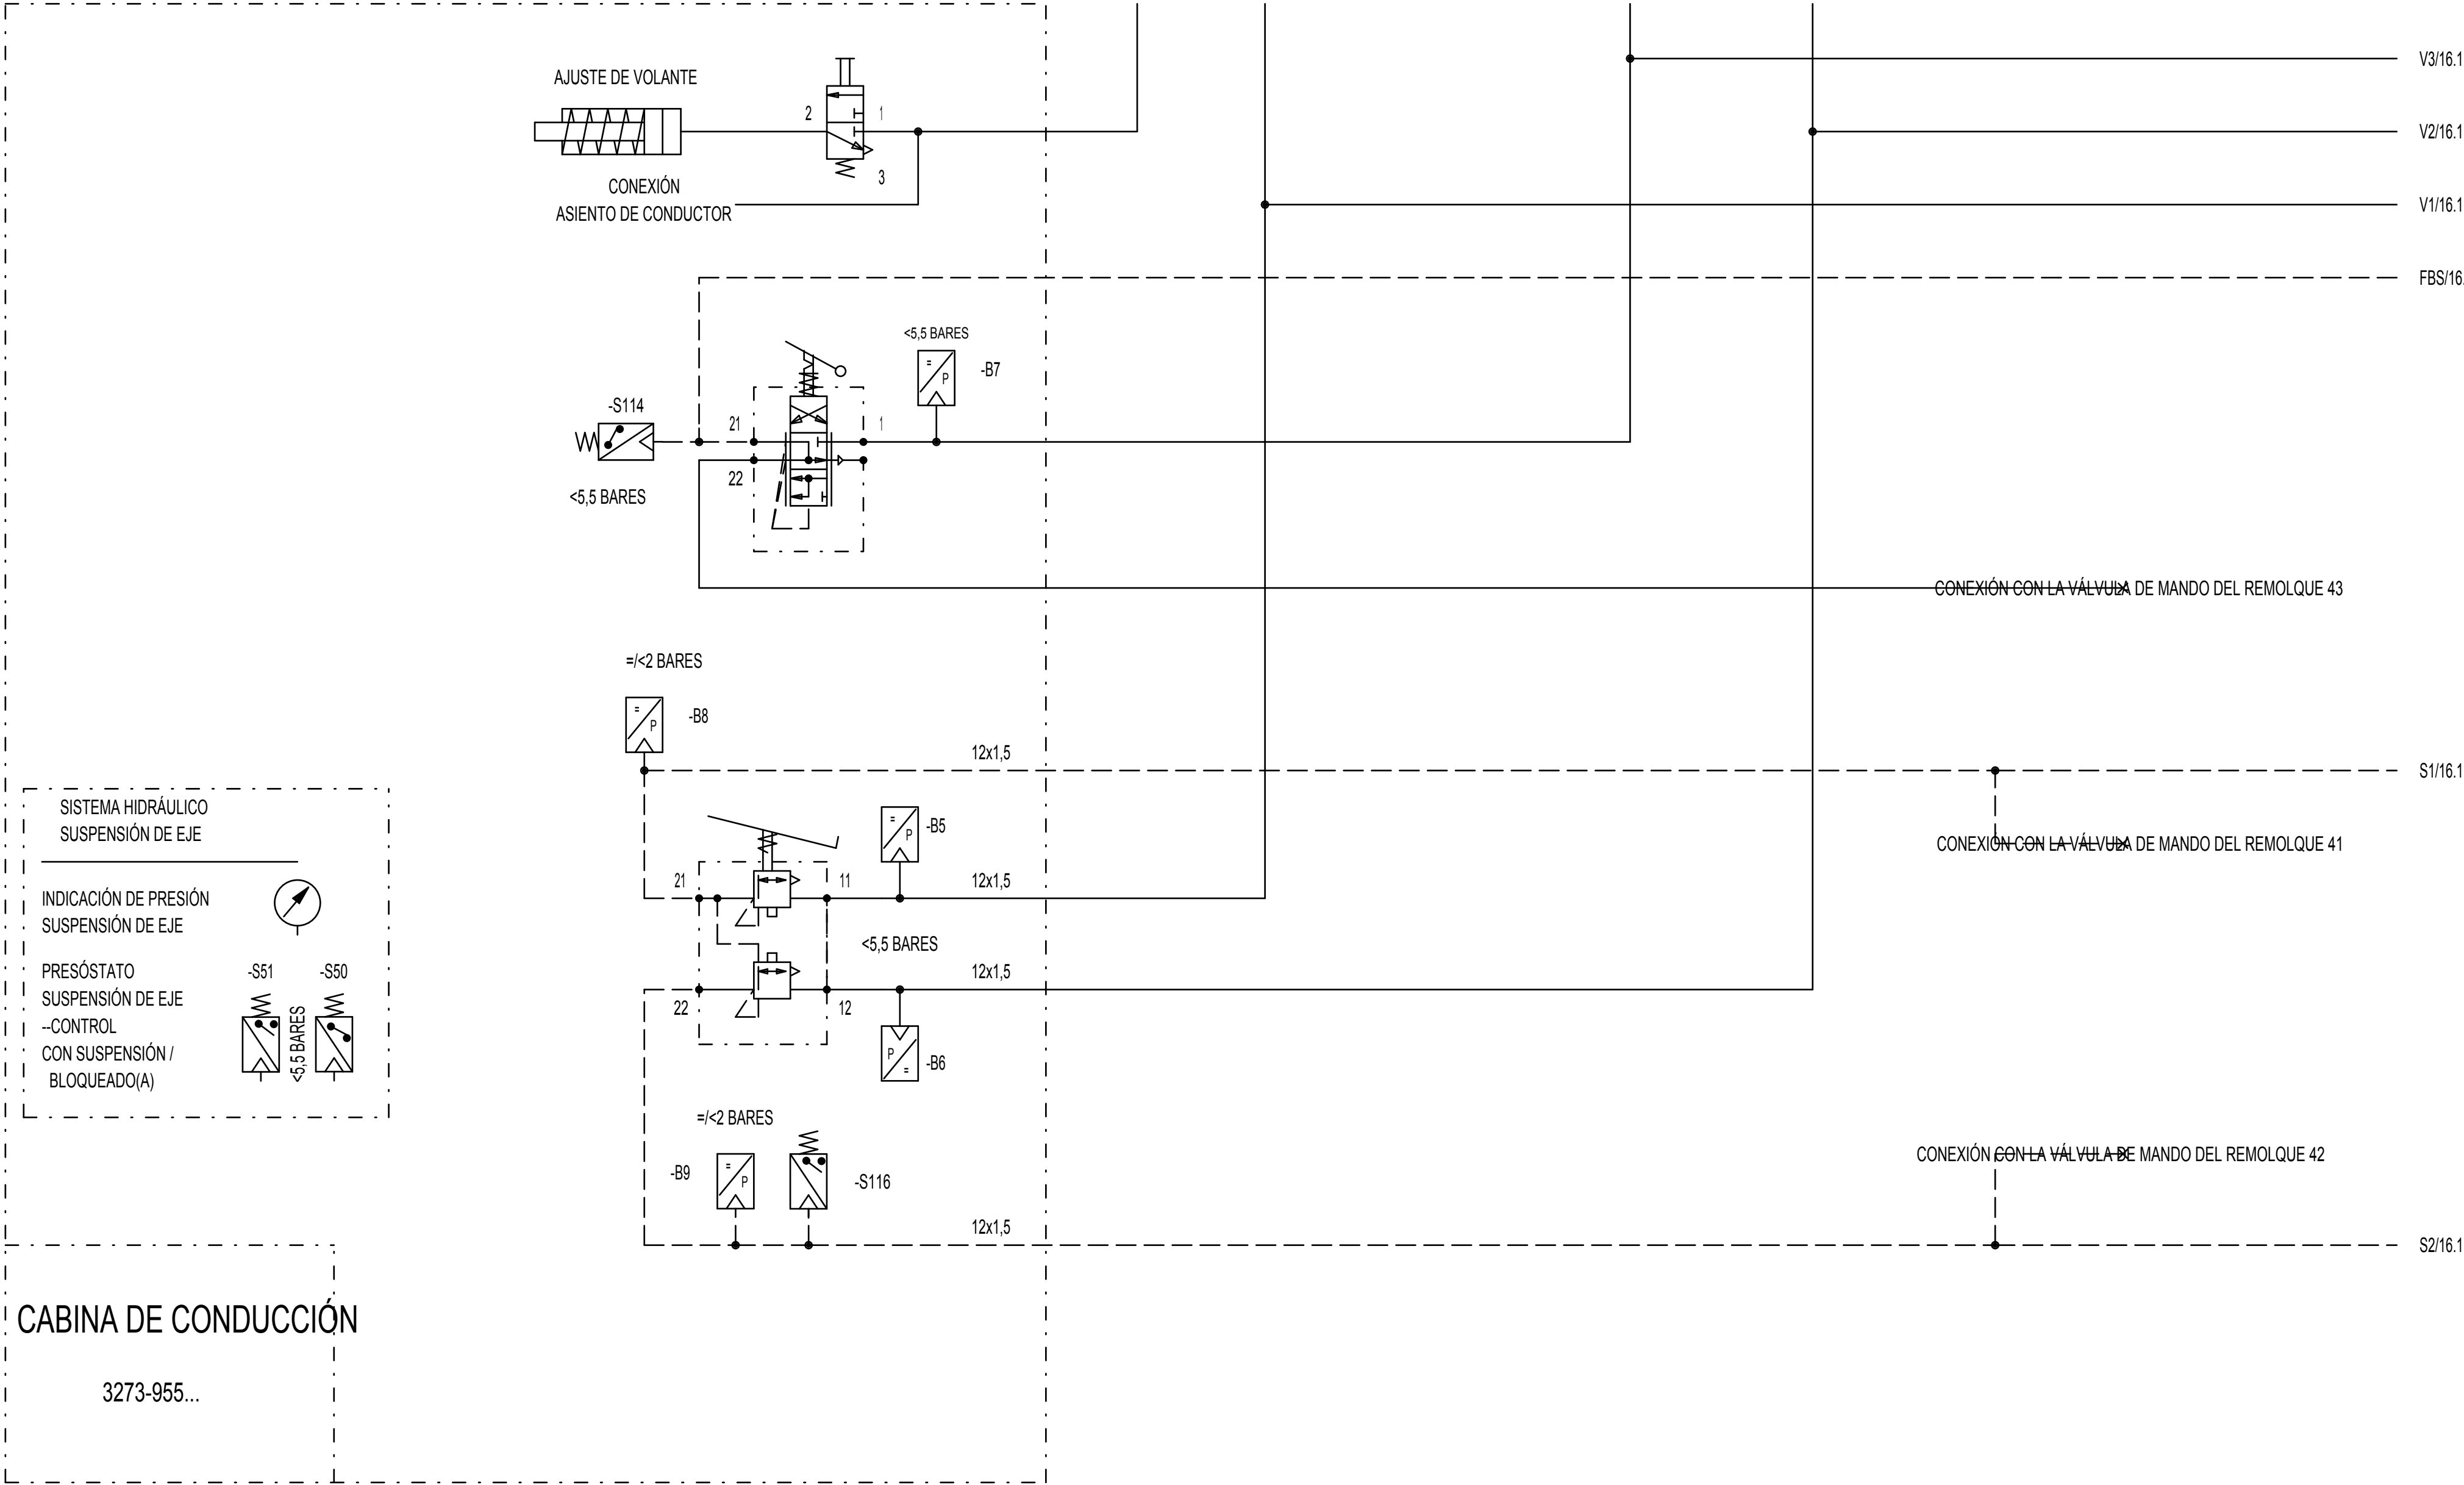 V3/16.1
AJUSTE DE VOLANTE
2
1
V2/16.1
3
CONEXIÓN
ASIENTO DE CONDUCTOR
V1/16.1
FBS/16.
<5,5 BARES
=
P
-B7
-S114
21
1
22
<5,5 BARES
CONEXIÓN CON LA VÁLVULA DE MANDO DEL REMOLQUE 43
=/<2 BARES
=
P
-B8
12x1,5
S1/16.1
SISTEMA HIDRÁULICO
SUSPENSIÓN DE EJE
=
P
-B5
CONEXIÓN CON LA VÁLVULA DE MANDO DEL REMOLQUE 41
21
11
12x1,5
INDICACIÓN DE PRESIÓN
SUSPENSIÓN DE EJE
<5,5 BARES
PRESÓSTATO
SUSPENSIÓN DE EJE
--CONTROL
CON SUSPENSIÓN /
BLOQUEADO(A)
-S51
-S50
<5,5 BARES
12x1,5
22
12
P
=
-B6
=/<2 BARES
-B9
=
P
-S116
CONEXIÓN CON LA VÁLVULA DE MANDO DEL REMOLQUE 42
12x1,5
S2/16.1
CABINA DE CONDUCCIÓN
3273-955...